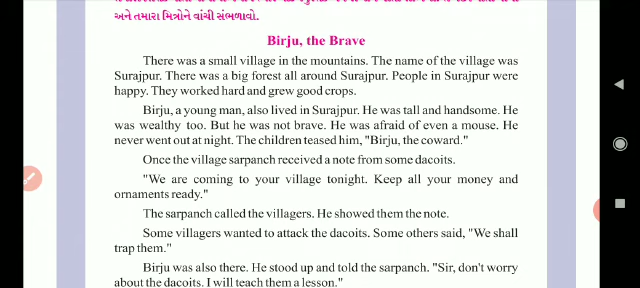 અને તમારા મિત્રોને વાંચી સંભળાવો.
Birju, the Brave
There was a small village in the mountains. The name of the village was
Surajpur. There was a big forest all around Surajpur. People in Surajpur were
happy. They worked hard and grew good crops.
Birju, a young man, also lived in Surajpur. He was tall and handsome. He
was wealthy too. But he was not brave. He was afraid of even a mouse. He
never went out at night. The children teased him, "Birju, the coward."
Once the village sarpanch received a note from some dacoits.
"We are coming to your village tonight. Keep all your money and
ornaments ready."
The sarpanch called the villagers. He showed them the note.
Some villagers wanted to attack the dacoits. Some others said, "We shall
trap them."
Birju was also there. He stood up and told the sarpanch. "Sir, don't worry
about the dacoits. I will teach them a lesson."